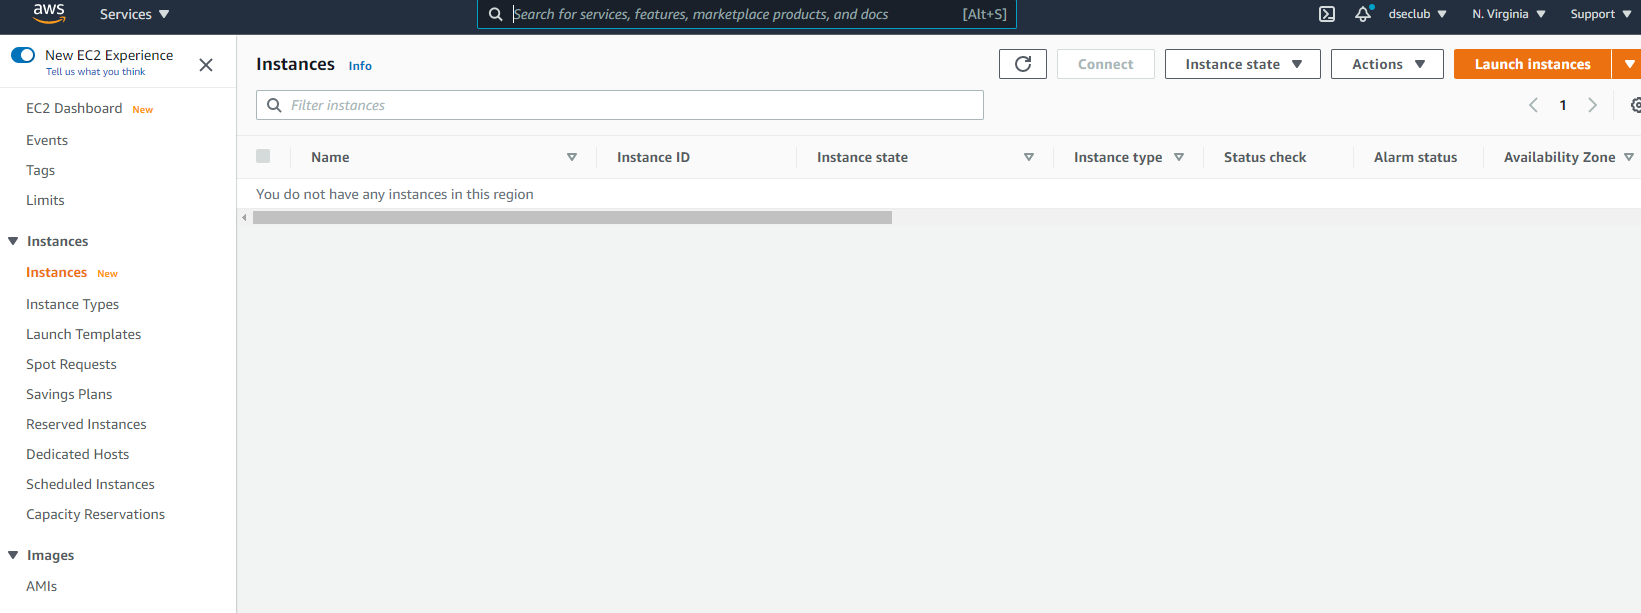 aws Services Search for services, features, marketplace products, and docs [Alt+S] dseclub N. Virginia Support
New EC2 Experience
Tell us what you think
EC2 Dashboard New
Events
Tags
Limits
Instances
Instances New
Instance Types
Launch Templates
Spot Requests
Savings Plans
Reserved Instances
Dedicated Hosts
Scheduled Instances
Capacity Reservations
Images
AMIs
Instances Info Connect Instance state Actions Launch instances
Filter instances 1
Name Instance ID Instance state Instance type Status check Alarm status Availability Zone
You do not have any instances in this region